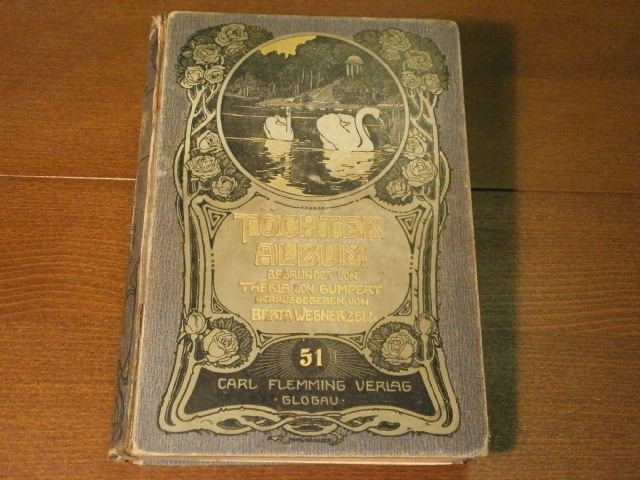 TÖCHTER
ALBUM
BEGRÜNDET VON
THEKLA VON GUMPERT
HERAUSGEGEBEN VON
BERTA WEGNER ZELL
51
CARL FLEMMING VERLAG
· GLOGAU ·